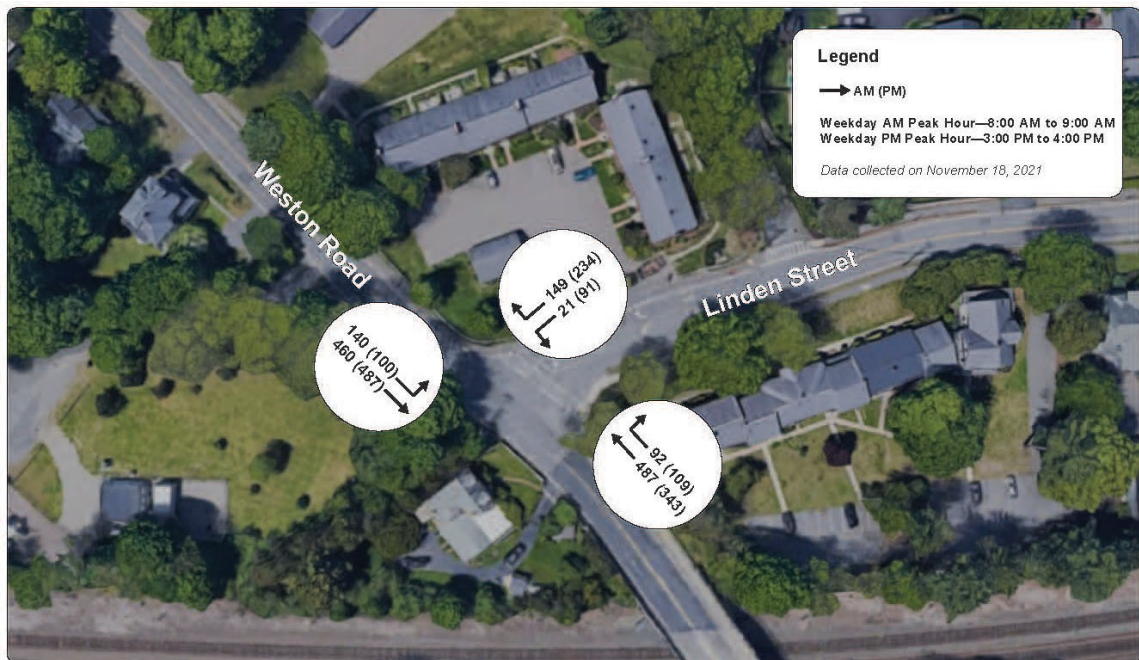 Legend
AM (PM)
Weekday AM Peak Hour—8:00 AM to 9:00 AM
Weekday PM Peak Hour—3:00 PM to 4:00 PM
Data collected on November 18, 2021
Weston Road
Linden Street
149 (234)
21 (91)
140 (100)
460 (487)
92 (109)
487 (343)